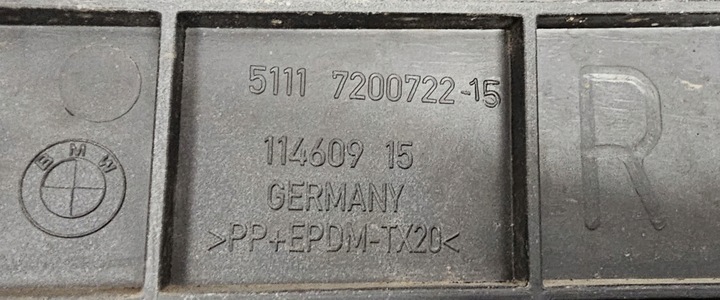 BMW
5111 7200722-15
114609 15
GERMANY
>PP+EPDM-TX20<
R